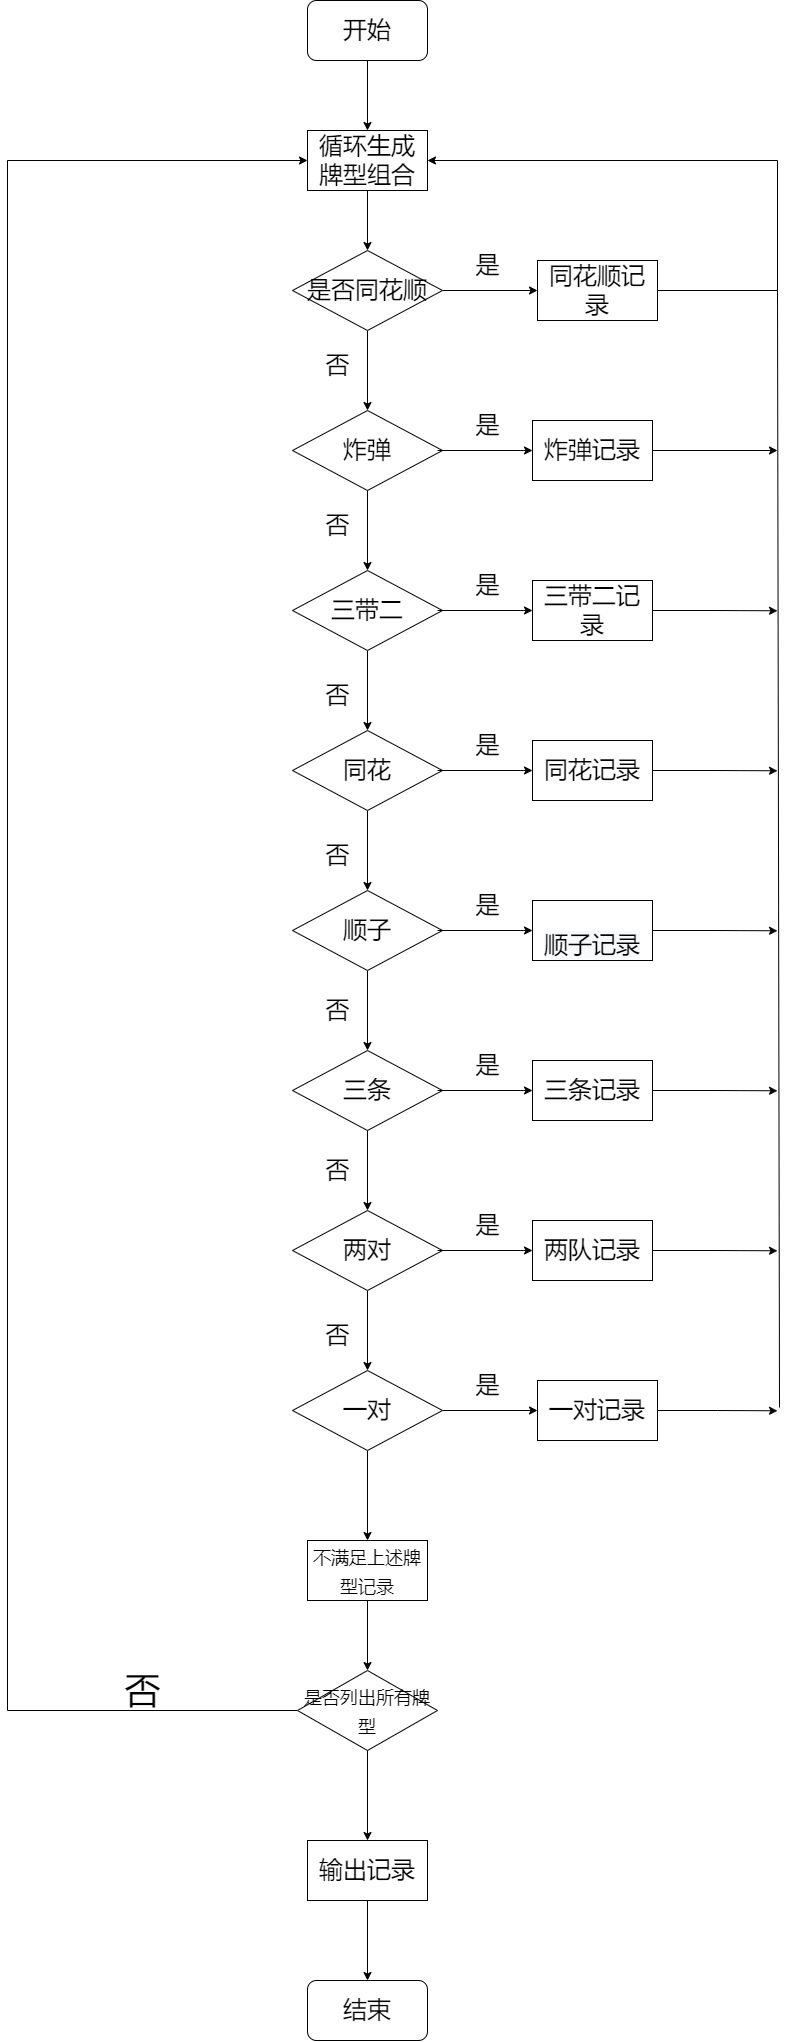 开始
循环生成
牌型组合
是否同花顺
是
同花顺记
录
否
炸弹
是
炸弹记录
否
三带二
是
三带二记
录
否
同花
是
同花记录
否
顺子
是
顺子记录
否
三条
是
三条记录
否
两对
是
两队记录
否
一对
是
一对记录
不满足上述牌
型记录
是否列出所有牌
型
否
输出记录
结束